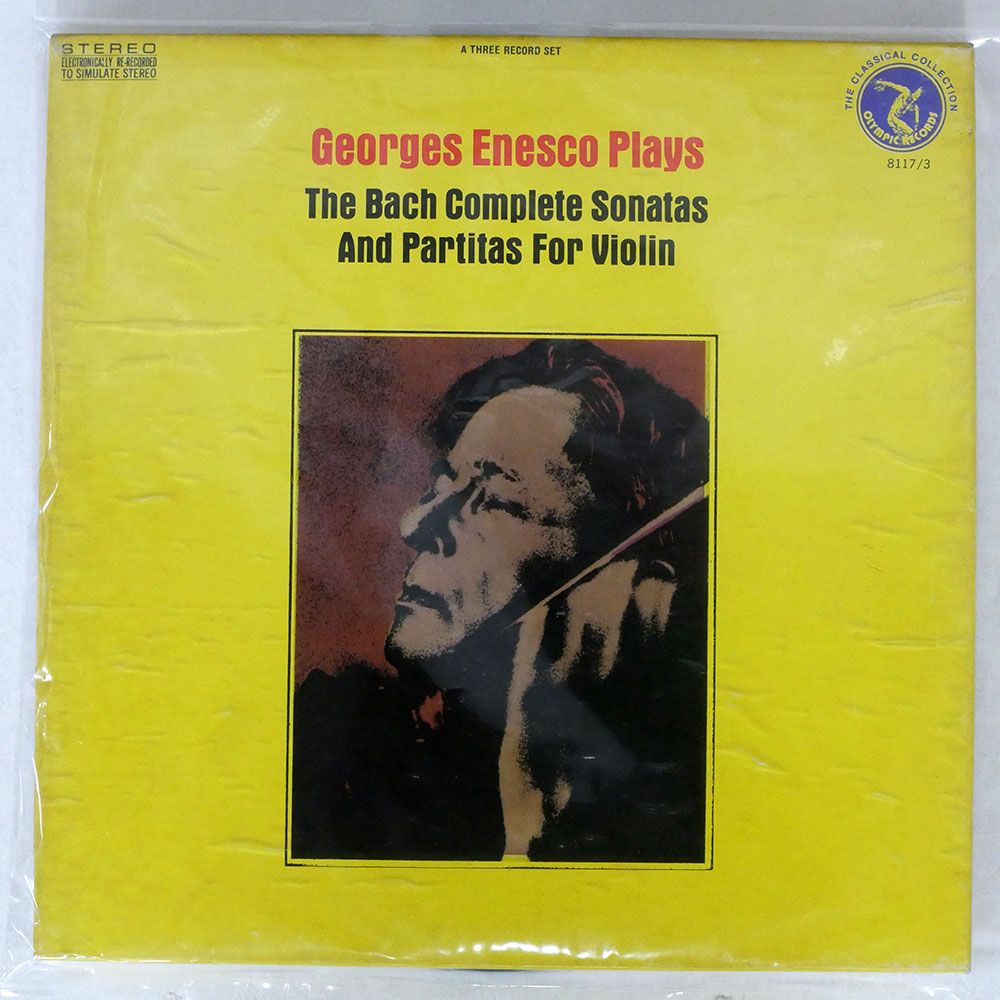 STEREO
ELECTRONICALLY RE-RECORDED
TO SIMULATE STEREO
A THREE RECORD SET
THE CLASSICAL COLLECTION
OLYMPIC RECORDS
8117/3
Georges Enesco Plays
The Bach Complete Sonatas
And Partitas For Violin